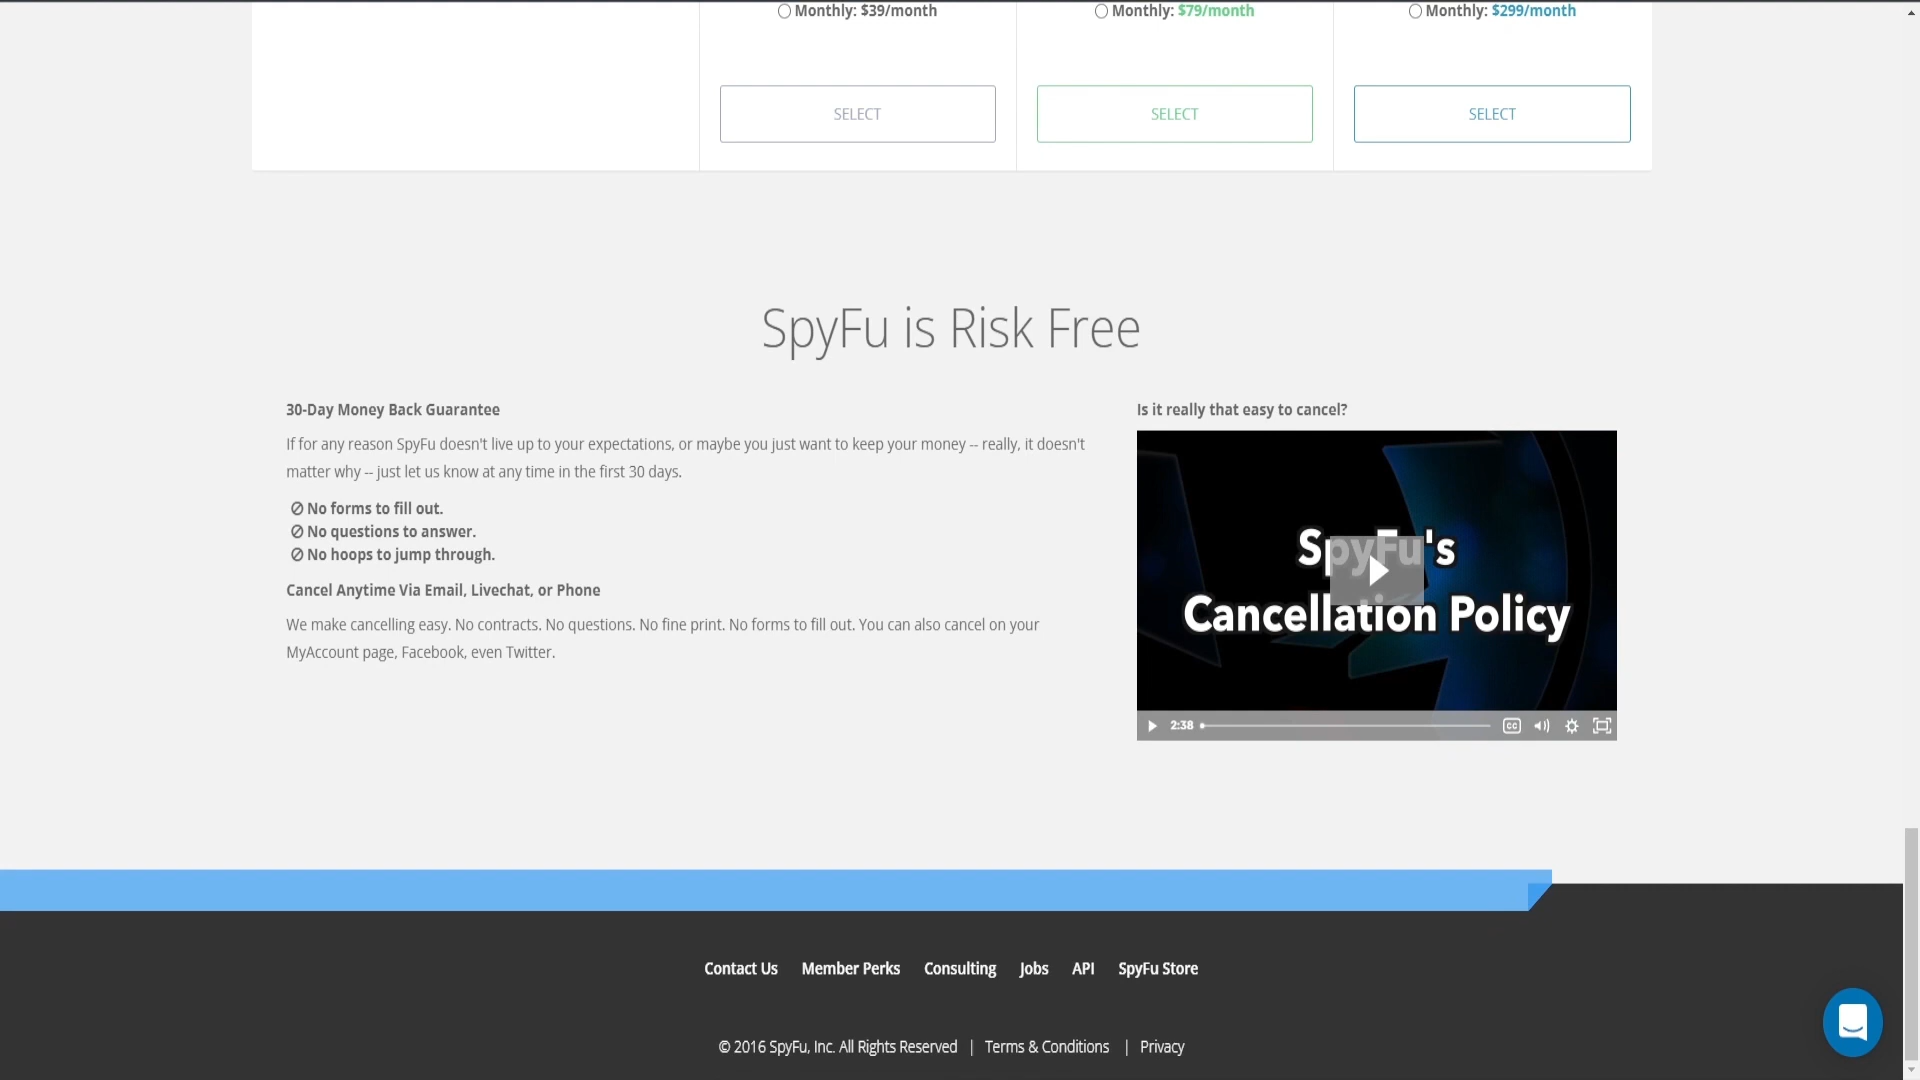 Monthly: $39/month
Monthly: $79/month
Monthly: $299/month
SELECT
SELECT
SELECT
SpyFu is Risk Free
30-Day Money Back Guarantee
If for any reason SpyFu doesn't live up to your expectations, or maybe you just want to keep your money -- really, it doesn't
matter why -- just let us know at any time in the first 30 days.
No forms to fill out.
No questions to answer.
No hoops to jump through.
Cancel Anytime Via Email, Livechat, or Phone
We make cancelling easy. No contracts. No questions. No fine print. No forms to fill out. You can also cancel on your
MyAccount page, Facebook, even Twitter.
Is it really that easy to cancel?
SpyFu's
Cancellation Policy
2:38
CC
Contact Us
Member Perks
Consulting
Jobs
API
SpyFu Store
© 2016 SpyFu, Inc. All Rights Reserved | Terms & Conditions | Privacy